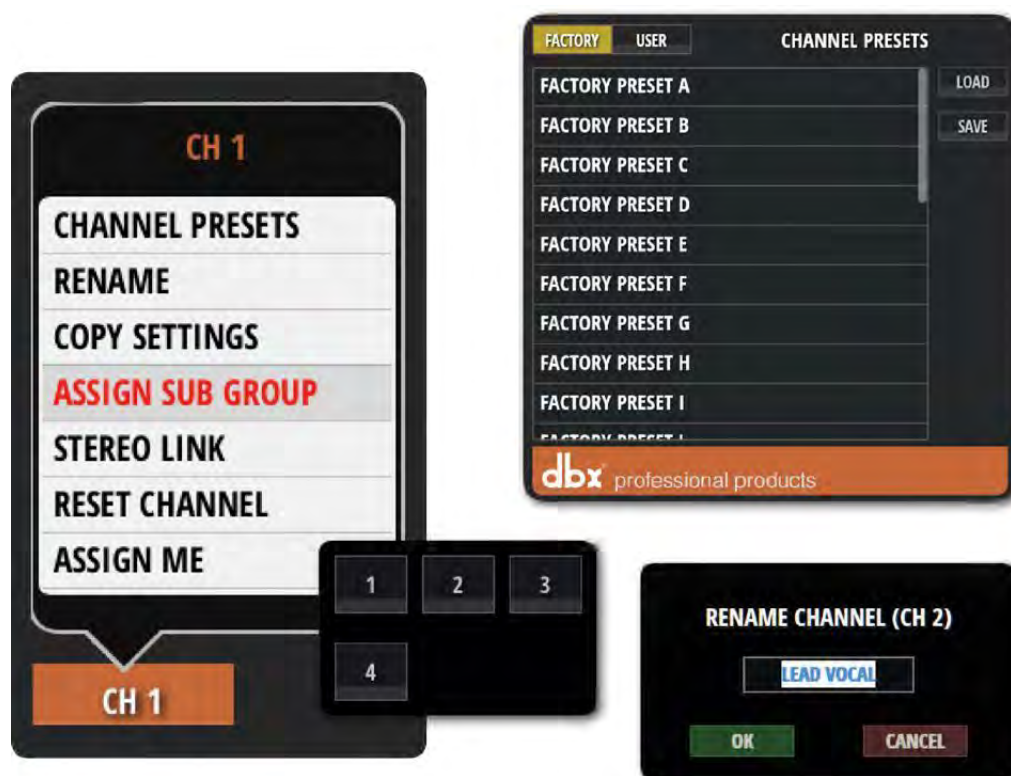 CH 1
CHANNEL PRESETS
RENAME
COPY SETTINGS
ASSIGN SUB GROUP
STEREO LINK
RESET CHANNEL
ASSIGN ME
CH 1
1 2 3
4
FACTORY USER CHANNEL PRESETS
LOAD
SAVE
FACTORY PRESET A
FACTORY PRESET B
FACTORY PRESET C
FACTORY PRESET D
FACTORY PRESET E
FACTORY PRESET F
FACTORY PRESET G
FACTORY PRESET H
FACTORY PRESET I
FACTORY PRESET
dbx professional products
RENAME CHANNEL (CH 2)
LEAD VOCAL
OK CANCEL